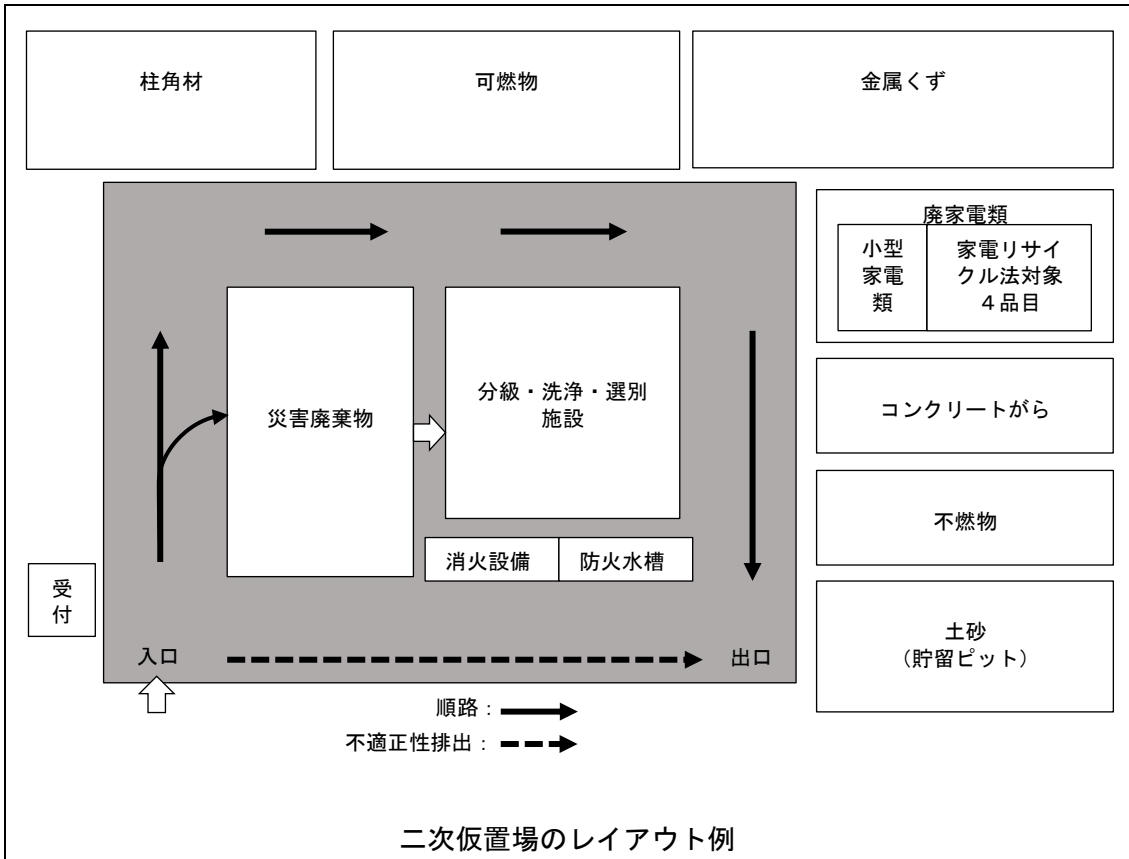 柱角材
可燃物
金属くず
廃家電類
小型
家電
類
家電リサイ
クル法対象
４品目
災害廃棄物
分級・洗浄・選別
施設
コンクリートがら
不燃物
消火設備
防火水槽
受
付
土砂
（貯留ピット）
入口
出口
順路：
不適正性排出：
二次仮置場のレイアウト例